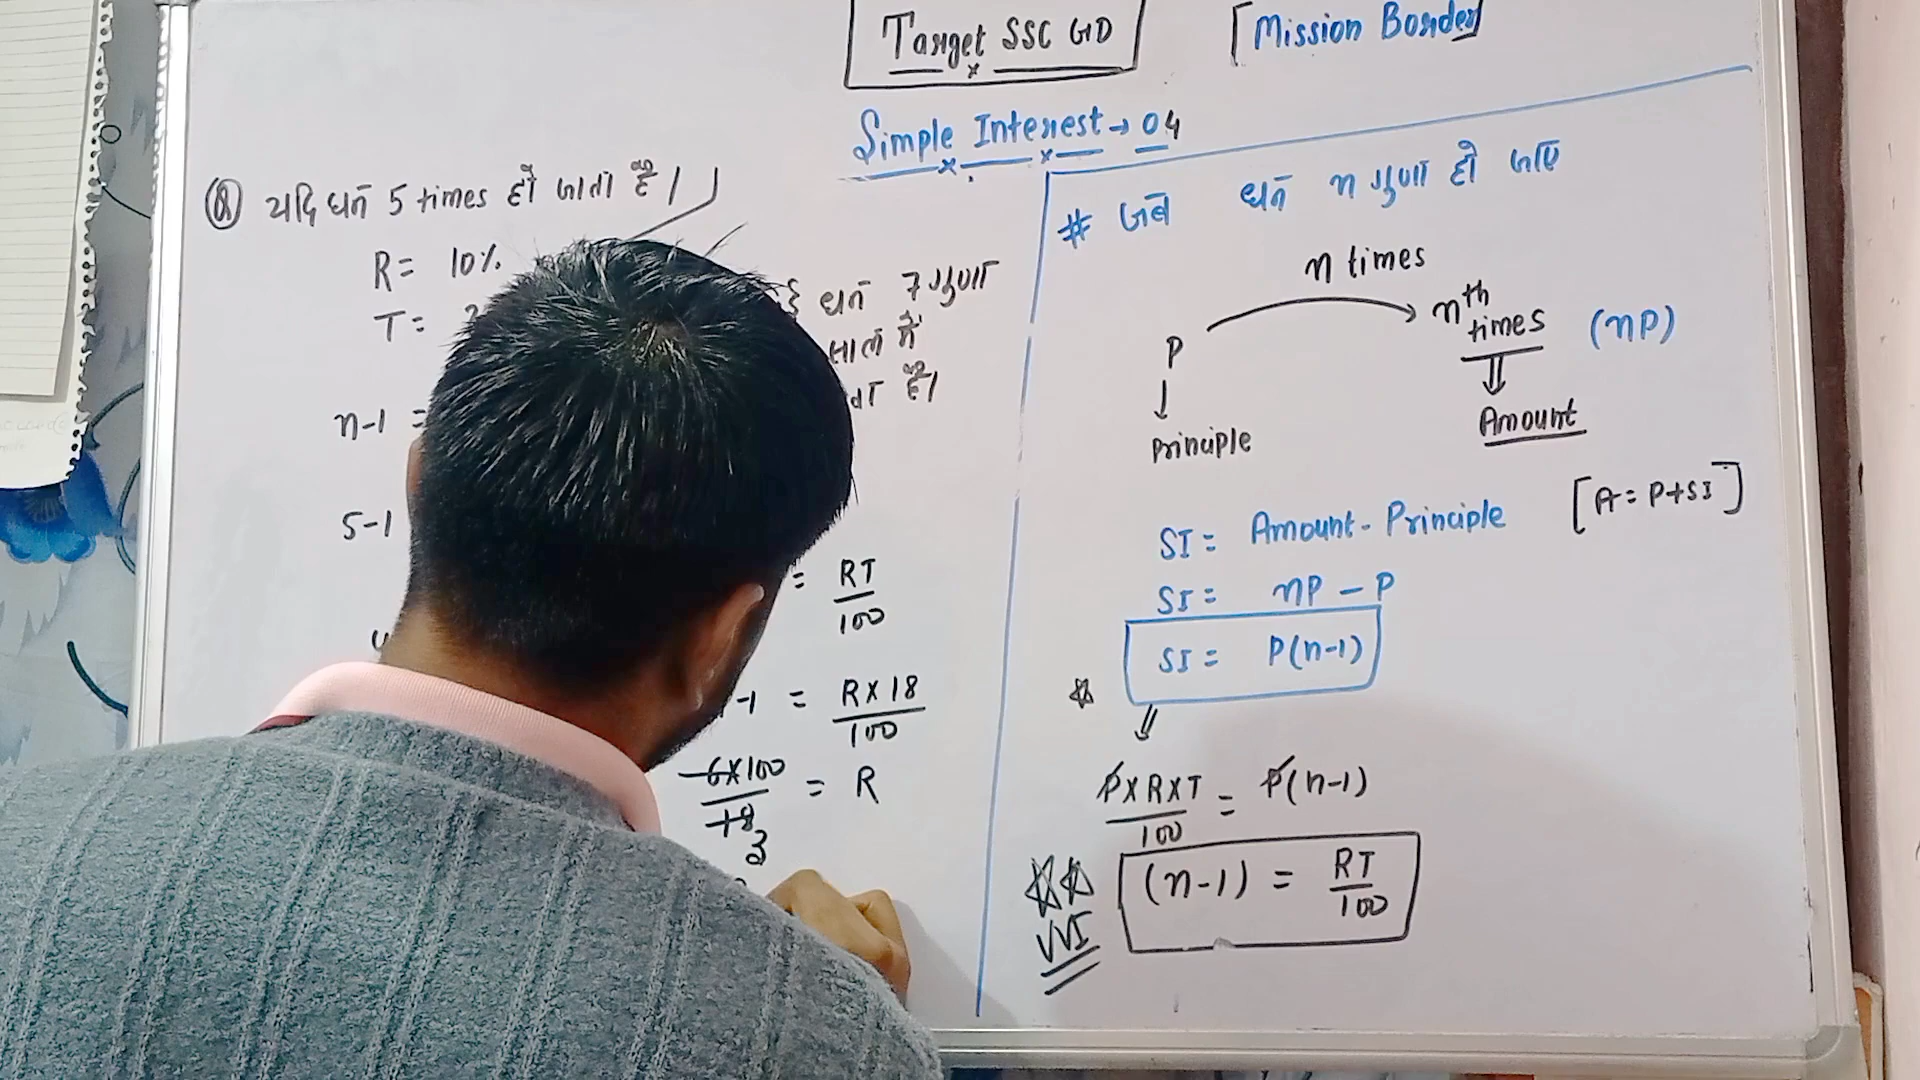 Target SSC GD
[Mission Border]
Simple Interest → 04
Q यदि धन 5 times हो जाता है।
R = 10%
T =
n-1 =
5-1
धन 7 गुणा
साल में
है।
= RT/100
-1 = R×18/100
6×100/18 = R
3
# जब धन n गुणा हो जाए
n times
P
nth times (nP)
Principle
Amount
SI = Amount - Principle [A = P+SI]
SI = nP - P
SI = P(n-1)
P×R×T/100 = P(n-1)
VVI (n-1) = RT/100